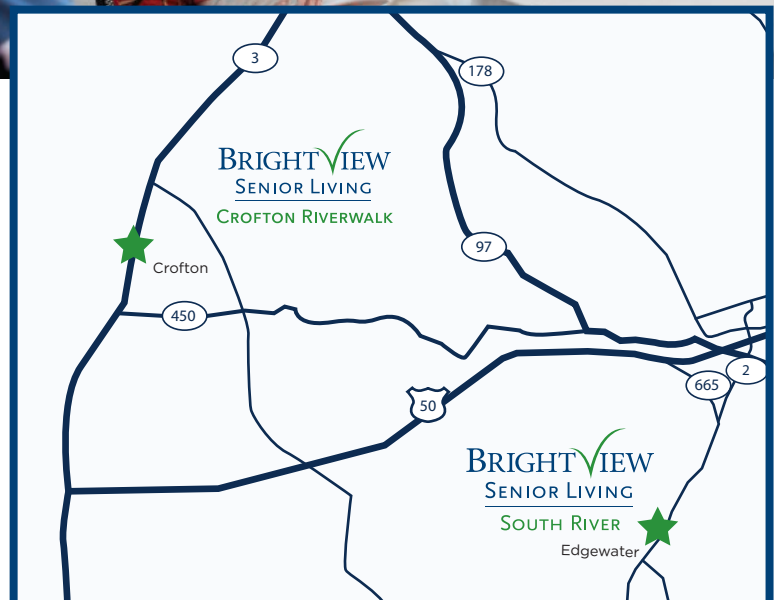 3
178
BRIGHTVIEW
SENIOR LIVING
CROFTON RIVERWALK
97
Crofton
450
2
665
50
BRIGHTVIEW
SENIOR LIVING
SOUTH RIVER
Edgewater